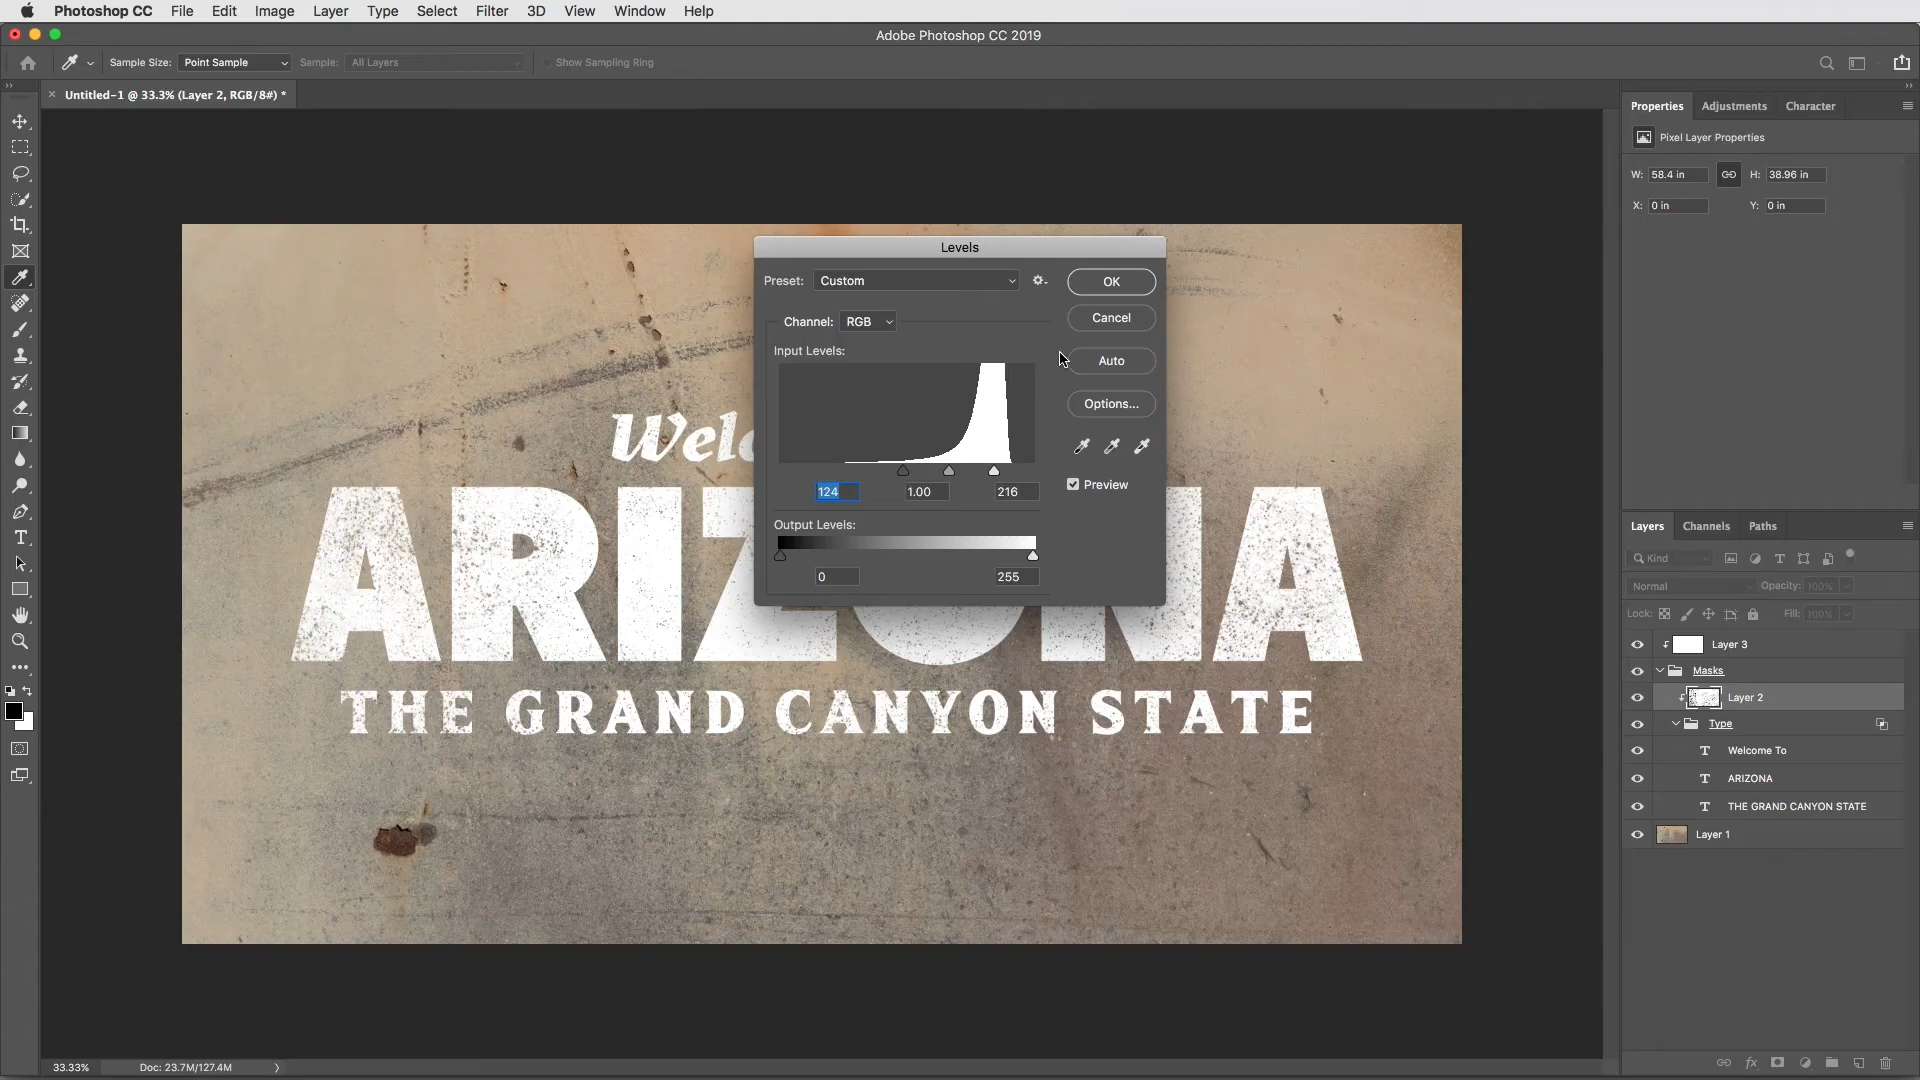 Photoshop CC File Edit Image Layer Type Select Filter 3D View Window Help
Adobe Photoshop CC 2019
Sample Size: Point Sample Sample: All Layers Show Sampling Ring
× Untitled-1 @ 33.3% (Layer 2, RGB/8#) *
Properties Adjustments Character
Pixel Layer Properties
W: 58.4 in H: 38.96 in
X: 0 in Y: 0 in
Levels
Preset: Custom OK
Channel: RGB Cancel
Input Levels: Auto
Options...
124 1.00 216 Preview
Output Levels:
0 255
Welc
ARIZONA
THE GRAND CANYON STATE
Layers Channels Paths
Kind
Normal Opacity: 100%
Lock: Fill: 100%
Layer 3
Masks
Layer 2
Type
T Welcome To
T ARIZONA
T THE GRAND CANYON STATE
Layer 1
33.33% Doc: 23.7M/127.4M